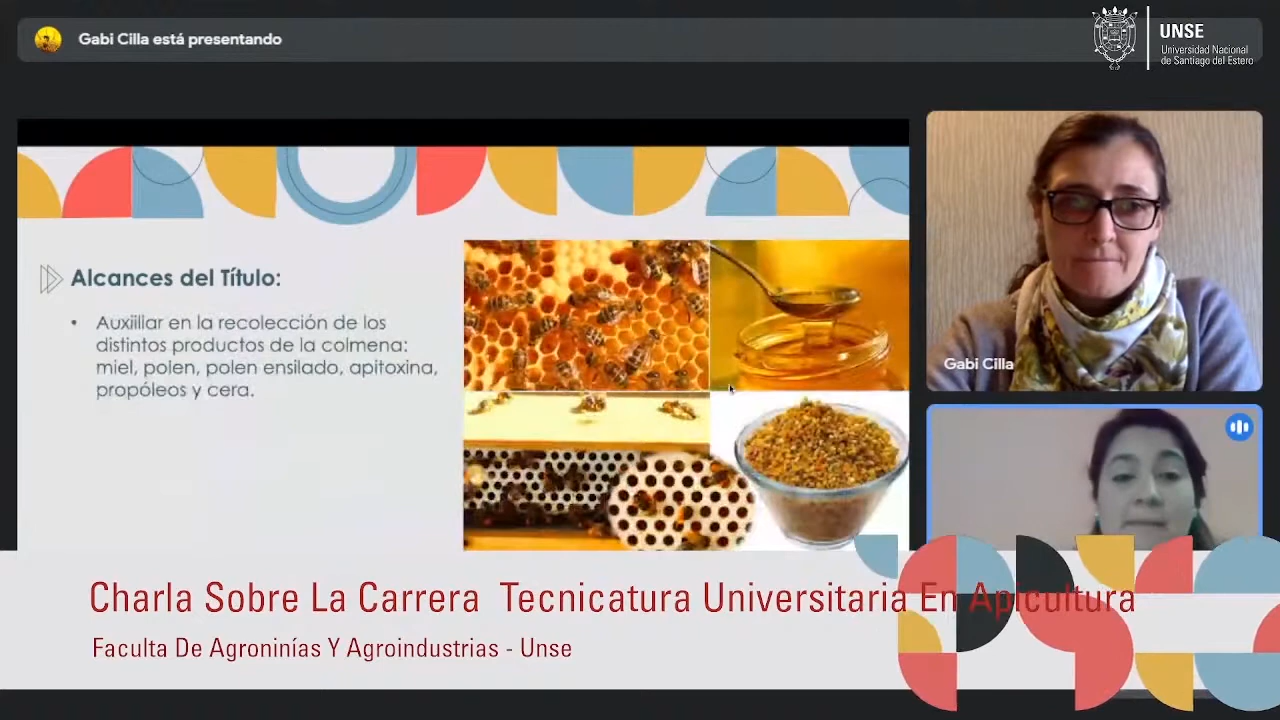 Gabi Cilla está presentando
UNSE
Universidad Nacional
de Santiago del Estero
Alcances del Título:
• Auxiillar en la recolección de los
distintos productos de la colmena:
miel, polen, polen ensilado, apitoxina,
propóleos y cera.
Gabi Cilla
Charla Sobre La Carrera Tecnicatura Universitaria En Apicultura
Faculta De Agroninías Y Agroindustrias - Unse